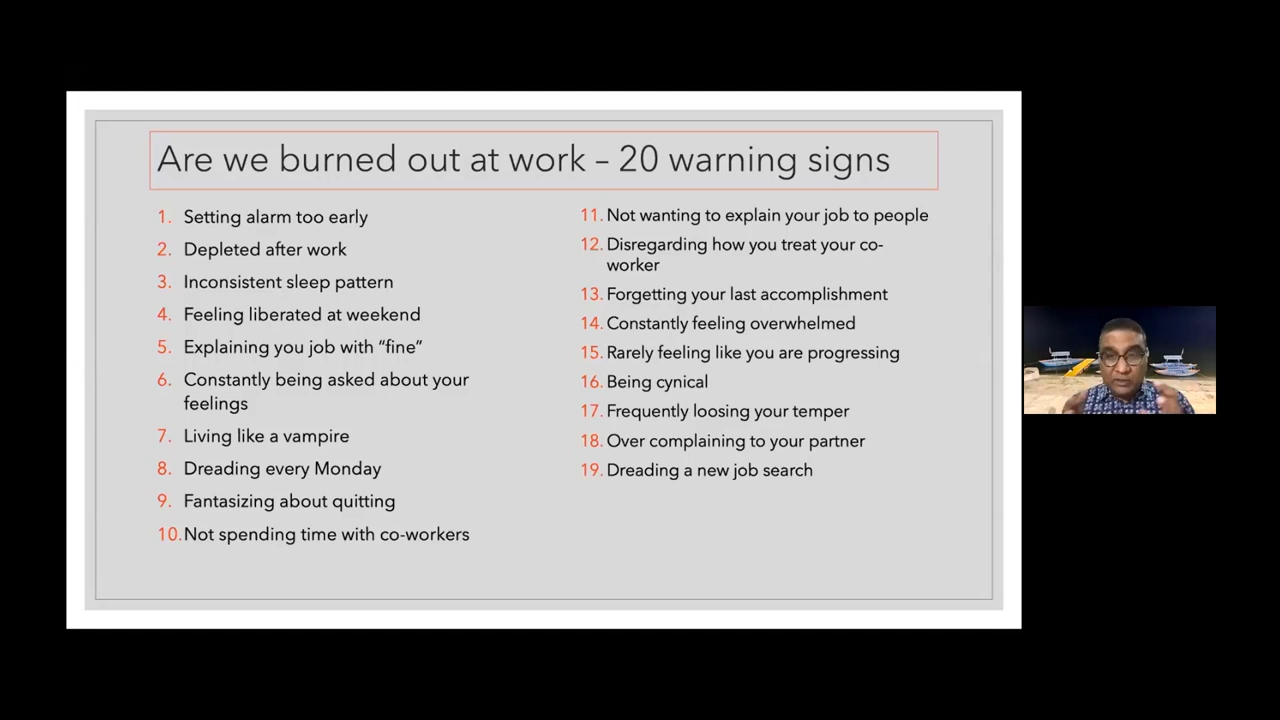 Are we burned out at work – 20 warning signs
1. Setting alarm too early
2. Depleted after work
3. Inconsistent sleep pattern
4. Feeling liberated at weekend
5. Explaining you job with “fine”
6. Constantly being asked about your
feelings
7. Living like a vampire
8. Dreading every Monday
9. Fantasizing about quitting
10. Not spending time with co-workers
11. Not wanting to explain your job to people
12. Disregarding how you treat your co-
worker
13. Forgetting your last accomplishment
14. Constantly feeling overwhelmed
15. Rarely feeling like you are progressing
16. Being cynical
17. Frequently loosing your temper
18. Over complaining to your partner
19. Dreading a new job search